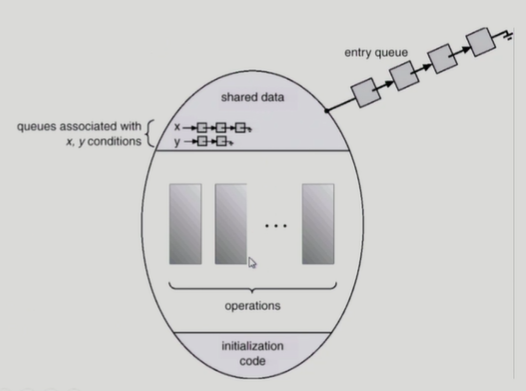 entry queue
shared data
queues associated with
x, y conditions
x
y
...
operations
initialization
code